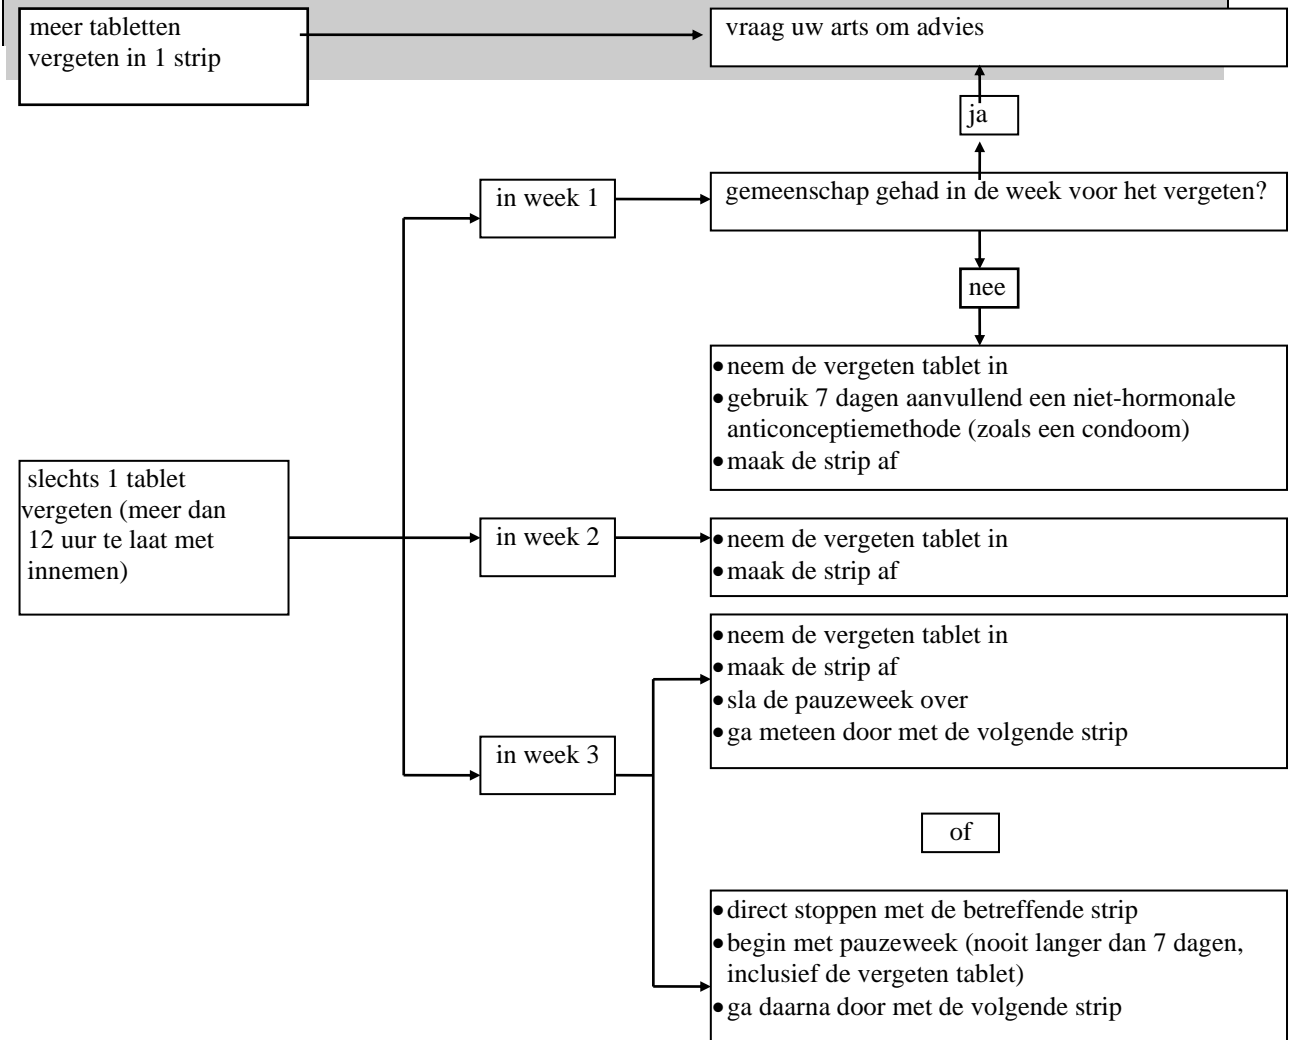 meer tabletten
vergeten in 1 strip
vraag uw arts om advies
ja
in week 1
gemeenschap gehad in de week voor het vergeten?
nee
•neem de vergeten tablet in
•gebruik 7 dagen aanvullend een niet-hormonale
anticonceptiemethode (zoals een condoom)
•maak de strip af
slechts 1 tablet
vergeten (meer dan
12 uur te laat met
innemen)
in week 2
•neem de vergeten tablet in
•maak de strip af
in week 3
•neem de vergeten tablet in
•maak de strip af
•sla de pauzeweek over
•ga meteen door met de volgende strip
of
•direct stoppen met de betreffende strip
•begin met pauzeweek (nooit langer dan 7 dagen,
inclusief de vergeten tablet)
•ga daarna door met de volgende strip